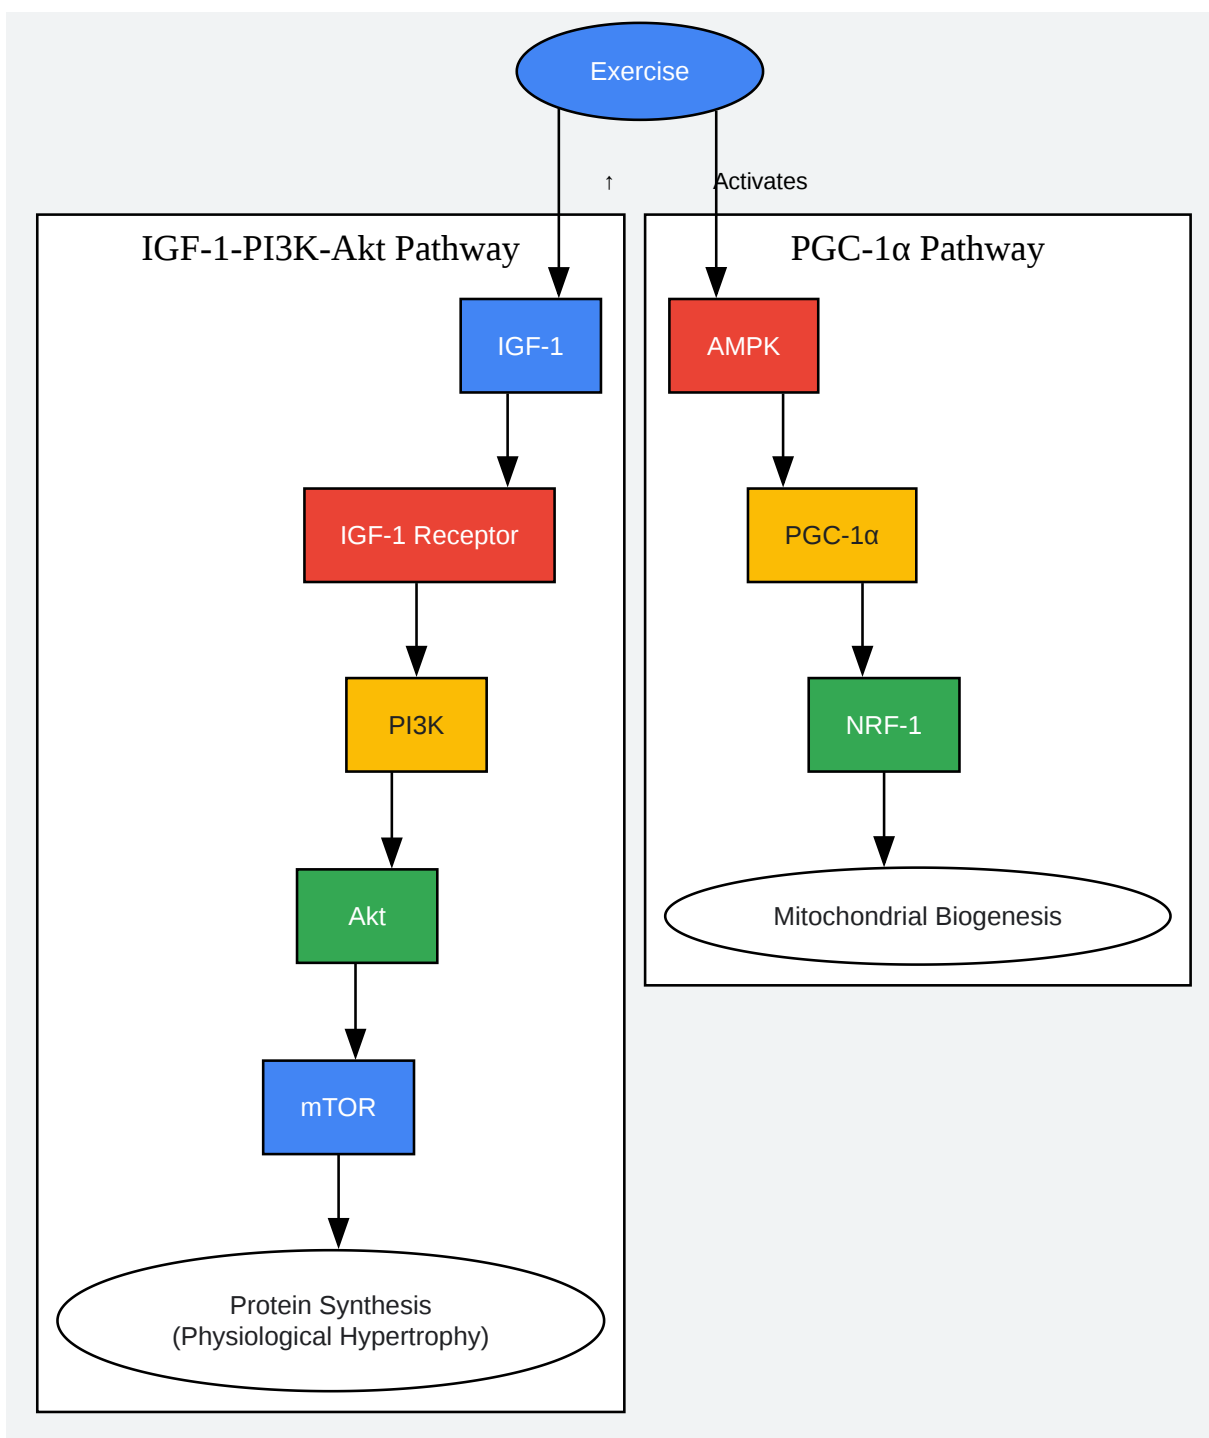 Exercise
↑
Activates
IGF-1-PI3K-Akt Pathway
PGC-1α Pathway
IGF-1
AMPK
IGF-1 Receptor
PGC-1α
PI3K
NRF-1
Akt
Mitochondrial Biogenesis
mTOR
Protein Synthesis
(Physiological Hypertrophy)